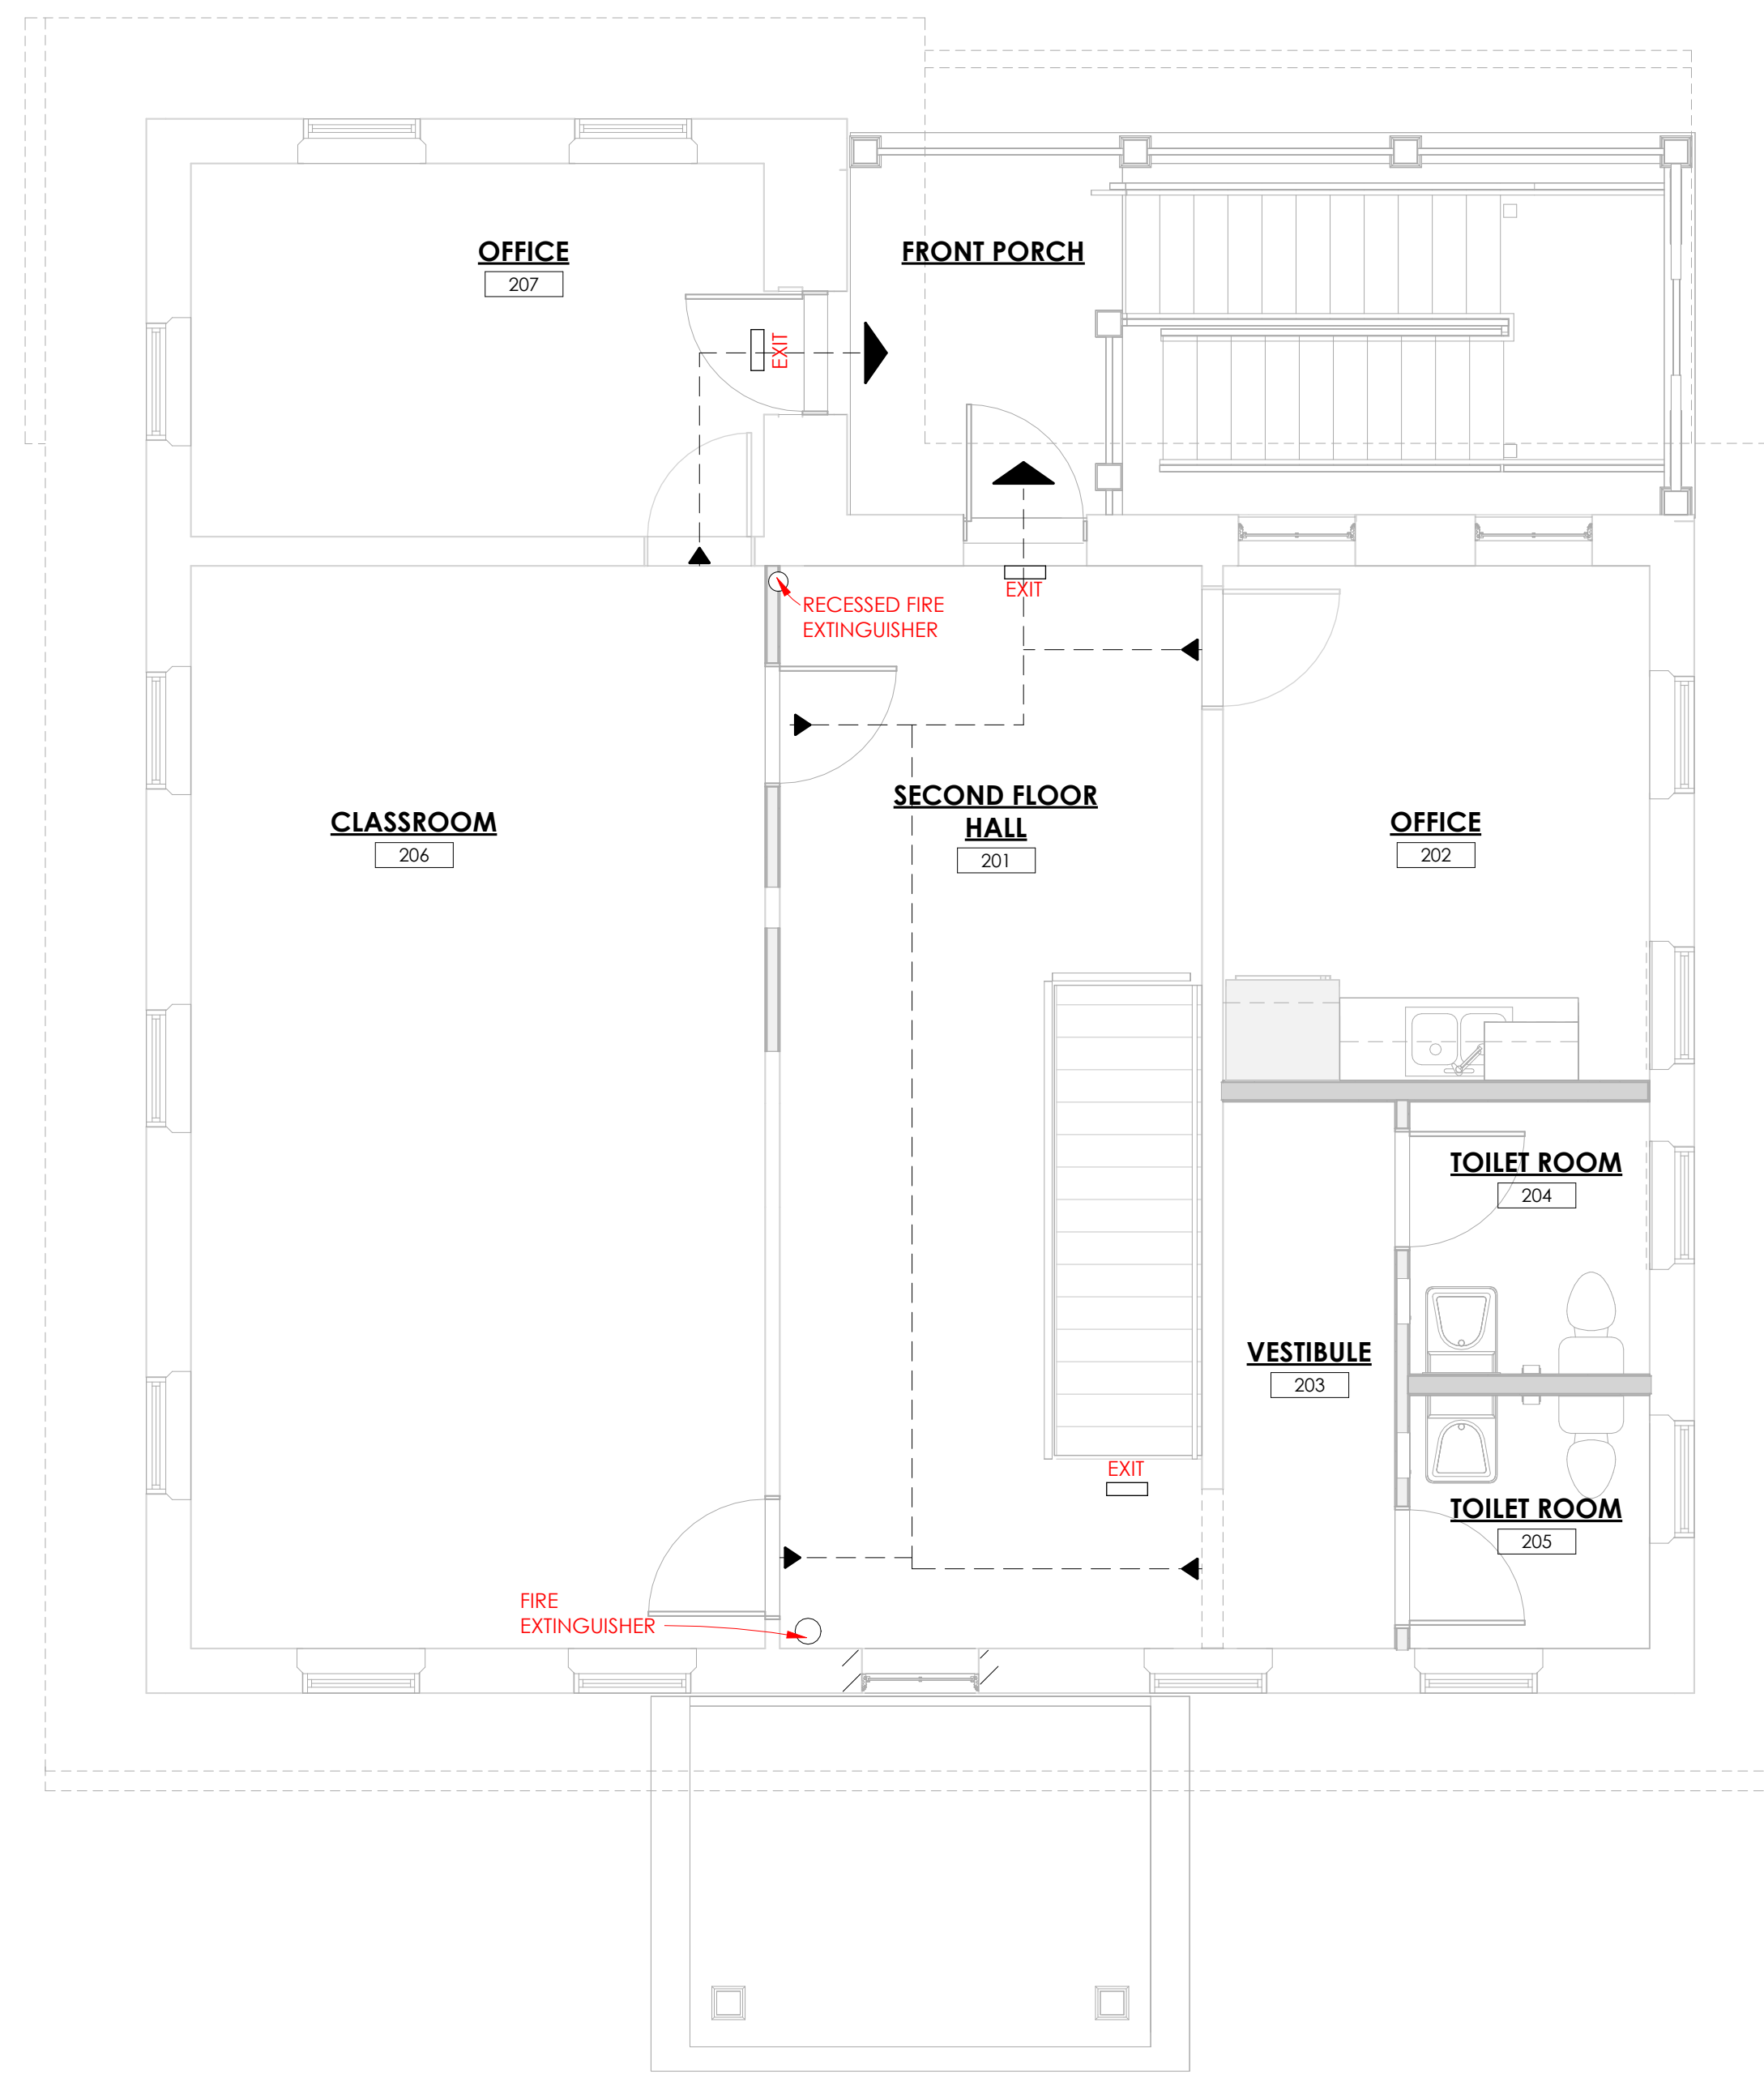 OFFICE
207
FRONT PORCH
EXIT
EXIT
RECESSED FIRE
EXTINGUISHER
SECOND FLOOR
HALL
201
CLASSROOM
206
OFFICE
202
TOILET ROOM
204
VESTIBULE
203
EXIT
TOILET ROOM
205
FIRE
EXTINGUISHER